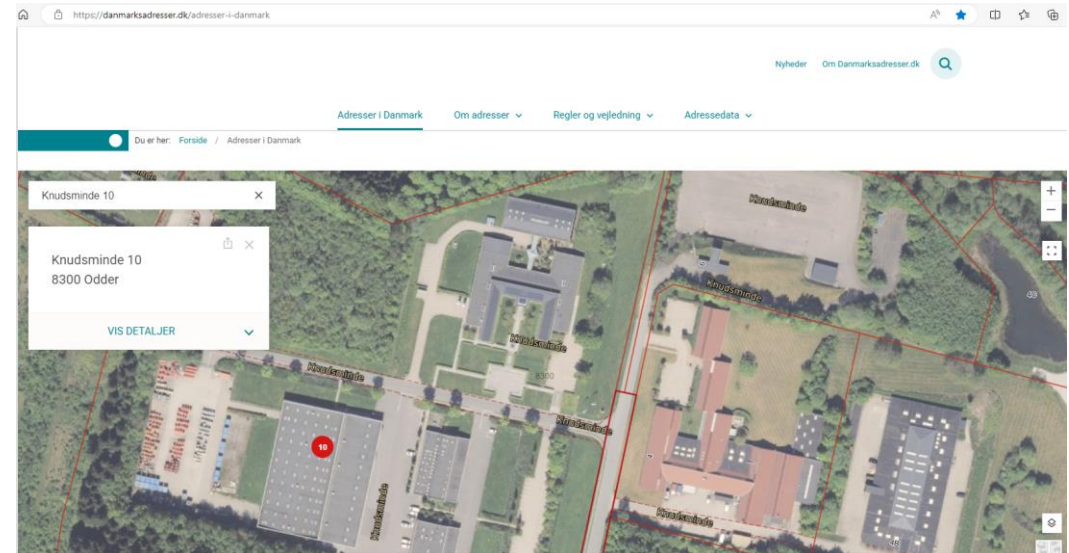 https://danmarksadresser.dk/adresser-i-danmark
Nyheder Om Danmarksadresser.dk
Adresser i Danmark Om adresser Regler og vejledning Adressedata
Du er her: Forside / Adresser i Danmark
Knudsminde 10
Knudsminde 10
8300 Odder
VIS DETALJER
Knudsminde
Knudsminde
Knudsminde
Knudsminde
8300
Knudsminde
Knudsminde
10
Knudsminde
Knudsminde